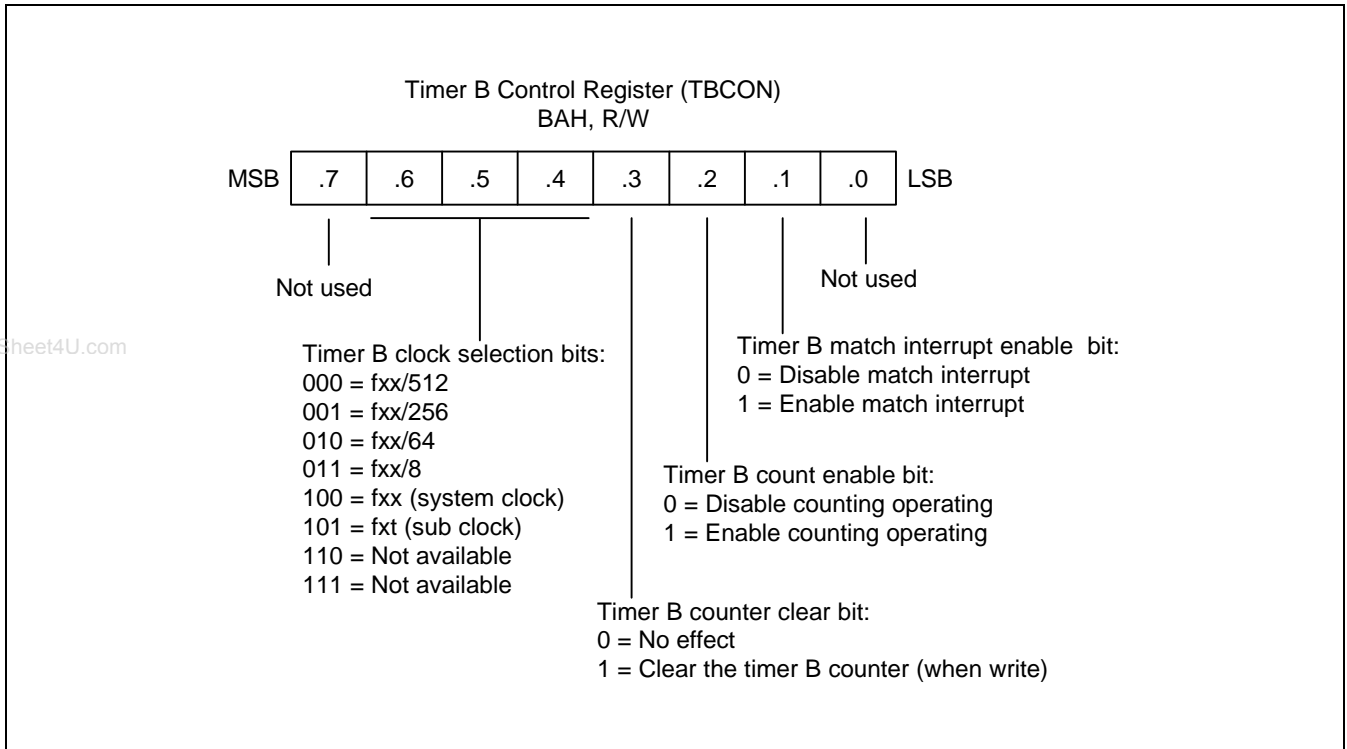 Timer B Control Register (TBCON)
BAH, R/W
MSB .7 .6 .5 .4 .3 .2 .1 .0 LSB
Not used
Not used
Sheet4U.com
Timer B clock selection bits:
000 = fxx/512
001 = fxx/256
010 = fxx/64
011 = fxx/8
100 = fxx (system clock)
101 = fxt (sub clock)
110 = Not available
111 = Not available
Timer B match interrupt enable bit:
0 = Disable match interrupt
1 = Enable match interrupt
Timer B count enable bit:
0 = Disable counting operating
1 = Enable counting operating
Timer B counter clear bit:
0 = No effect
1 = Clear the timer B counter (when write)